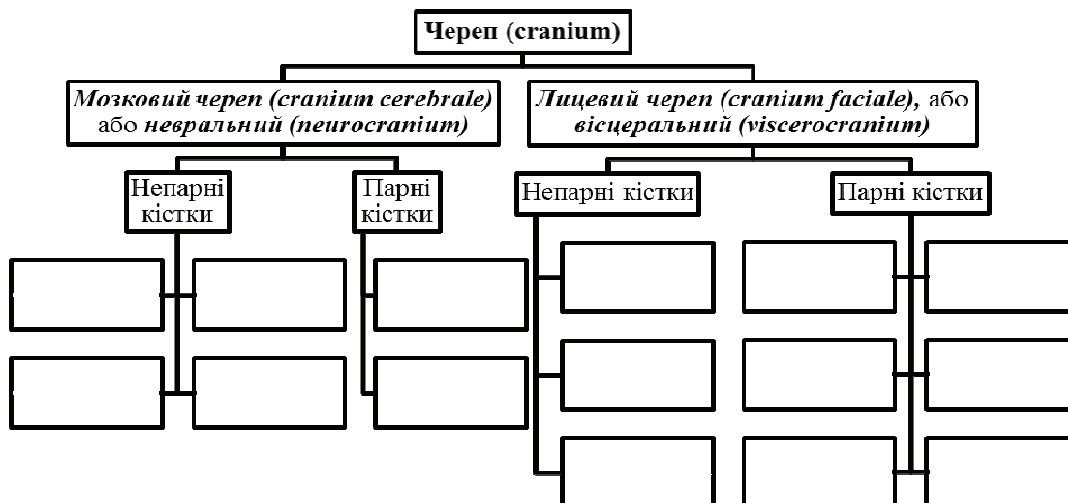 Череп (cranium)
Мозковий череп (cranium cerebrale)
або невральний (neurocranium)
Лицевий череп (cranium faciale), або
вісцеральний (viscerocranium)
Непарні
кістки
Парні
кістки
Непарні кістки
Парні кістки